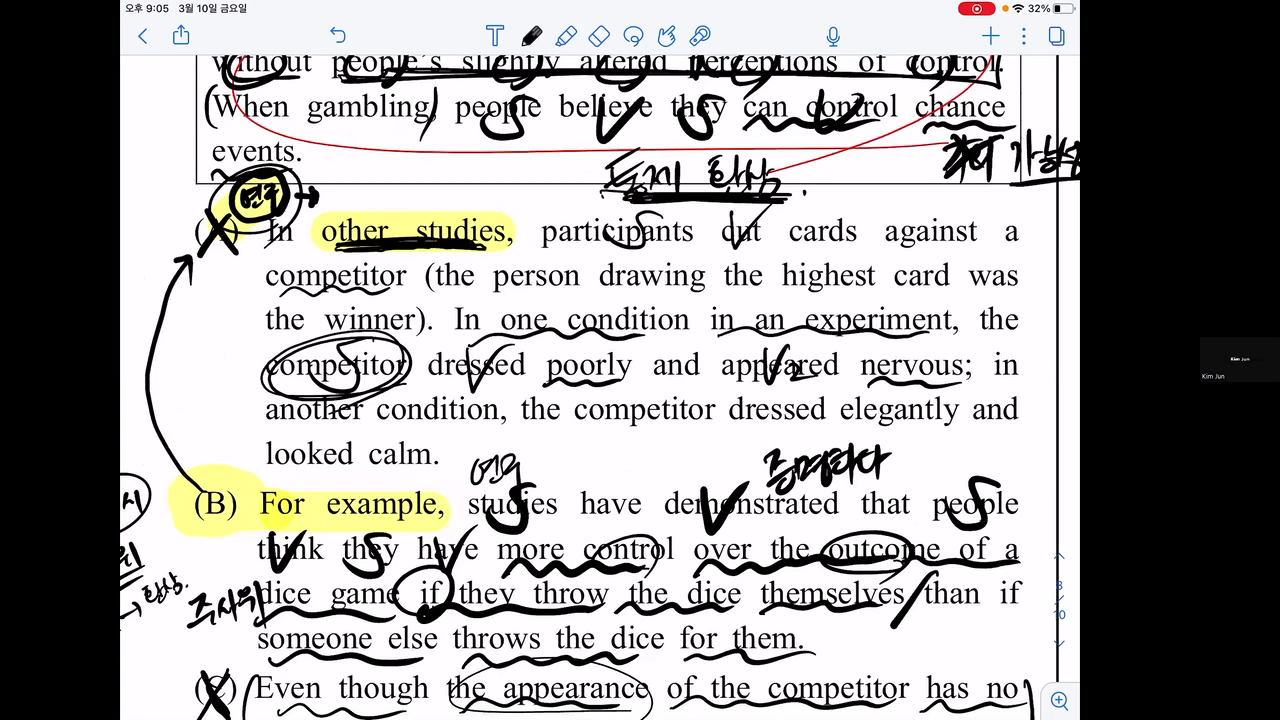 오후 9:05 3월 10일 금요일 32%
without people's slightly altered perceptions of control.
(When gambling, people believe they can control chance
events.
통제 환상.
가능성
연구
In other studies, participants cut cards against a
competitor (the person drawing the highest card was
the winner). In one condition in an experiment, the
S
competitor dressed poorly and appeared nervous; in
another condition, the competitor dressed elegantly and
looked calm.
연구 증명하다
(B) For example, studies have demonstrated that people
think they have more control over the outcome of a
→환상.
주사위
dice game if they throw the dice themselves / than if
someone else throws the dice for them.
(C) Even though the appearance of the competitor has no
Kim Jun
Kim Jun